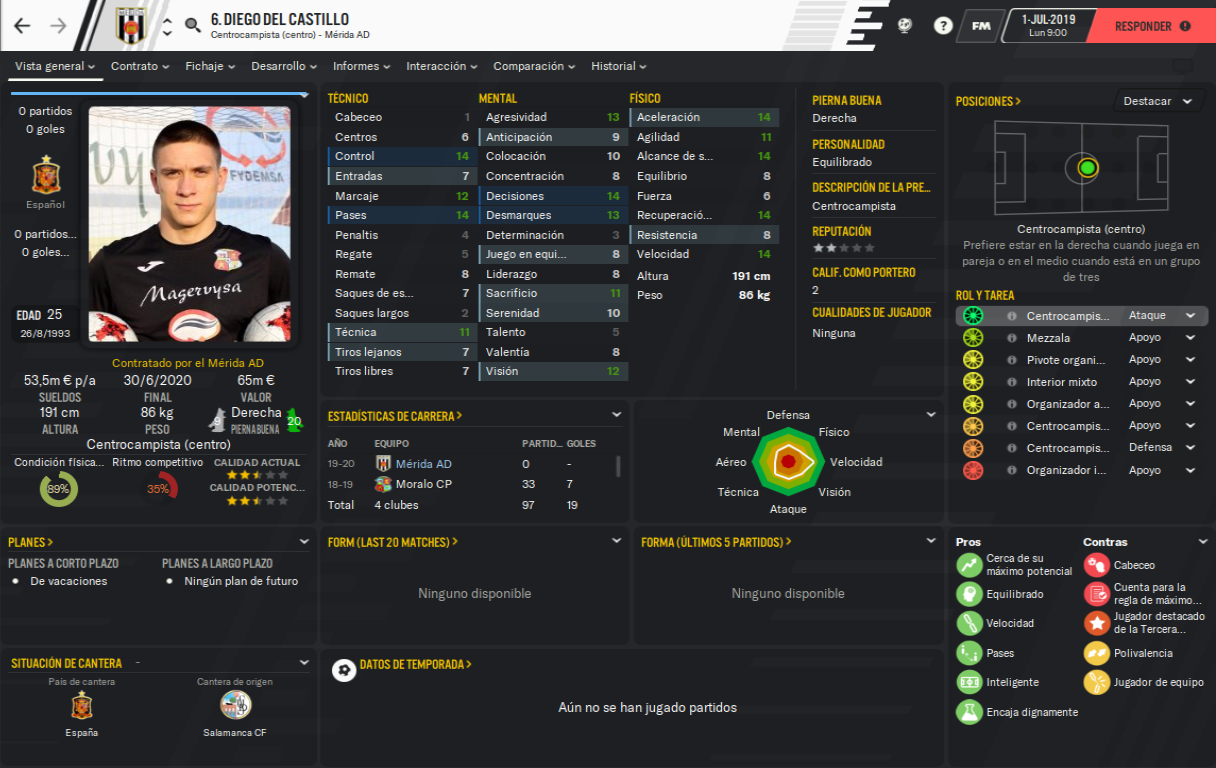 6. DIEGO DEL CASTILLO
Centrocampista (centro) - Mérida AD
FM
1-JUL-2019
Lun 9:00
RESPONDER
Vista general
Contrato
Fichaje
Desarrollo
Informes
Interacción
Comparación
Historial
0 partidos
0 goles
Español
0 partidos...
0 goles...
EDAD 25
26/8/1993
FYDEMSA
Magervysa
Contratado por el Mérida AD
53,5m € p/a
SUELDOS
30/6/2020
FINAL
65m €
VALOR
191 cm
ALTURA
86 kg
PESO
9
Derecha
PIERNA BUENA
20
Centrocampista (centro)
Condición física...
89%
Ritmo competitivo
35%
CALIDAD ACTUAL
CALIDAD POTENC...
TÉCNICO
Cabeceo 1
Centros 6
Control 14
Entradas 7
Marcaje 12
Pases 14
Penaltis 4
Regate 5
Remate 8
Saques de es... 7
Saques largos 2
Técnica 11
Tiros lejanos 7
Tiros libres 7
MENTAL
Agresividad 13
Anticipación 9
Colocación 10
Concentración 8
Decisiones 14
Desmarques 13
Determinación 3
Juego en equi... 8
Liderazgo 8
Sacrificio 11
Serenidad 10
Talento 5
Valentía 8
Visión 12
FÍSICO
Aceleración 14
Agilidad 11
Alcance de s... 14
Equilibrio 8
Fuerza 6
Recuperació... 14
Resistencia 8
Velocidad 14
Altura 191 cm
Peso 86 kg
PIERNA BUENA
Derecha
PERSONALIDAD
Equilibrado
DESCRIPCIÓN DE LA PRE...
Centrocampista
REPUTACIÓN
CALIF. COMO PORTERO
2
CUALIDADES DE JUGADOR
Ninguna
POSICIONES >
Destacar
Centrocampista (centro)
Prefiere estar en la derecha cuando juega en
pareja o en el medio cuando está en un grupo
de tres
ROL Y TAREA
Centrocampis... Ataque
Mezzala Apoyo
Pivote organi... Apoyo
Interior mixto Apoyo
Organizador a... Apoyo
Centrocampis... Apoyo
Centrocampis... Defensa
Organizador i... Apoyo
ESTADÍSTICAS DE CARRERA >
AÑO EQUIPO PARTID... GOLES
19-20 Mérida AD 0 -
18-19 Moralo CP 33 7
Total 4 clubes 97 19
Defensa
Mental
Físico
Aéreo
Velocidad
Técnica
Visión
Ataque
PLANES >
PLANES A CORTO PLAZO
De vacaciones
PLANES A LARGO PLAZO
Ningún plan de futuro
FORM (LAST 20 MATCHES) >
Ninguno disponible
FORMA (ÚLTIMOS 5 PARTIDOS) >
Ninguno disponible
Pros
Cerca de su
máximo potencial
Equilibrado
Velocidad
Pases
Inteligente
Encaja dignamente
Contras
Cabeceo
Cuenta para la
regla de máximo...
Jugador destacado
de la Tercera...
Polivalencia
Jugador de equipo
SITUACIÓN DE CANTERA -
País de cantera
España
Cantera de origen
Salamanca CF
DATOS DE TEMPORADA >
Aún no se han jugado partidos